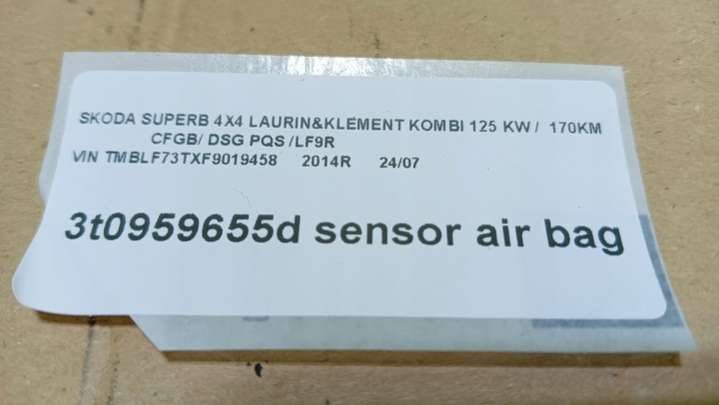 SKODA SUPERB 4X4 LAURIN&KLEMENT KOMBI 125 KW / 170KM
CFGB/ DSG PQS /LF9R
VIN TMBLF73TXF9019458 2014R 24/07
3t0959655d sensor air bag